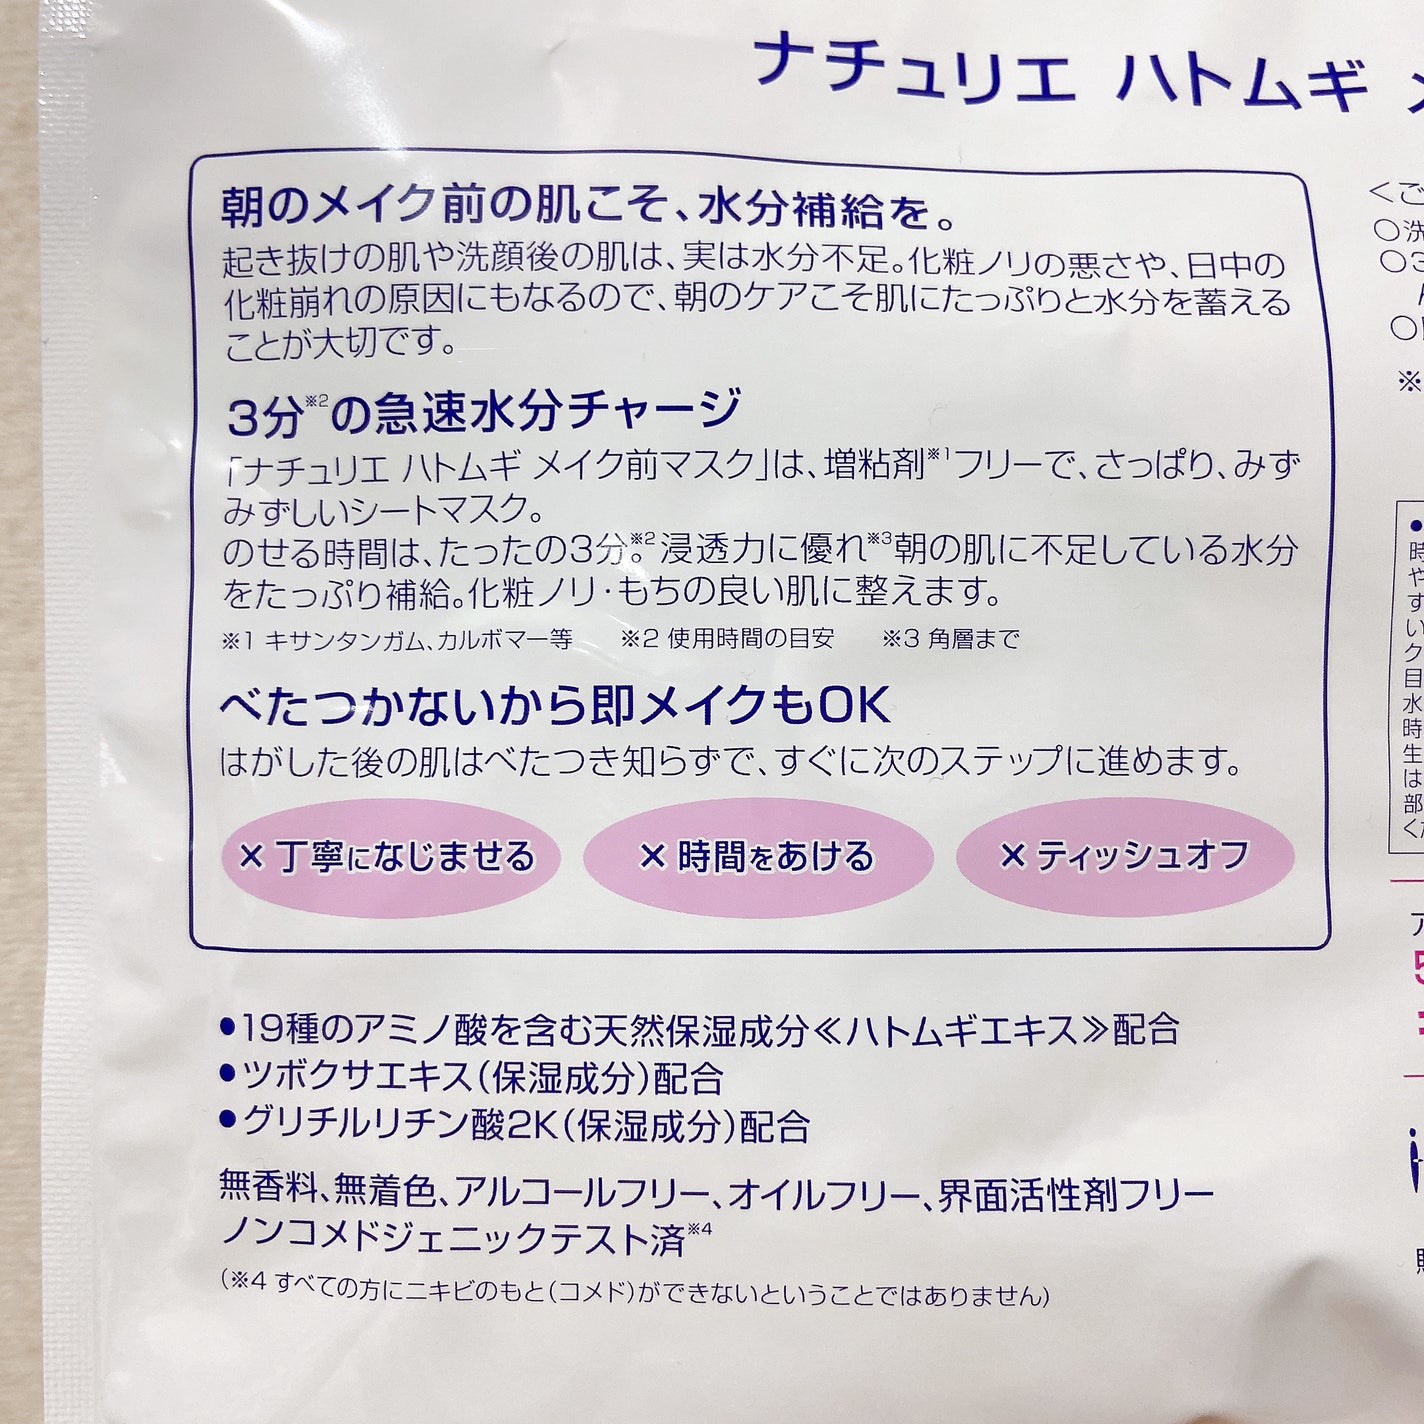 ナチュリエ ハトムギ
朝のメイク前の肌こそ、水分補給を。
起き抜けの肌や洗顔後の肌は、実は水分不足。化粧ノリの悪さや、日中の
化粧崩れの原因にもなるので、朝のケアこそ肌にたっぷりと水分を蓄える
ことが大切です。
3分※2の急速水分チャージ
「ナチュリエ ハトムギ メイク前マスク」は、増粘剤※1フリーで、さっぱり、みず
みずしいシートマスク。
のせる時間は、たったの3分。※2浸透力に優れ※3朝の肌に不足している水分
をたっぷり補給。化粧ノリ・もちの良い肌に整えます。
※1 キサンタンガム、カルボマー等 ※2 使用時間の目安 ※3 角層まで
べたつかないから即メイクもOK
はがした後の肌はべたつき知らずで、すぐに次のステップに進めます。
× 丁寧になじませる × 時間をあける × ティッシュオフ
●19種のアミノ酸を含む天然保湿成分≪ハトムギエキス≫配合
●ツボクサエキス(保湿成分)配合
●グリチルリチン酸2K(保湿成分)配合
無香料、無着色、アルコールフリー、オイルフリー、界面活性剤フリー
ノンコメドジェニックテスト済※4
(※4 すべての方にニキビのもと(コメド)ができないということではありません)